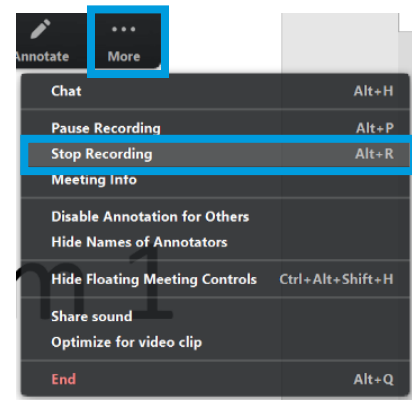 Annotate More
Chat Alt+H
Pause Recording Alt+P
Stop Recording Alt+R
Meeting Info
Disable Annotation for Others
Hide Names of Annotators
Hide Floating Meeting Controls Ctrl+Alt+Shift+H
Share sound
Optimize for video clip
End Alt+Q